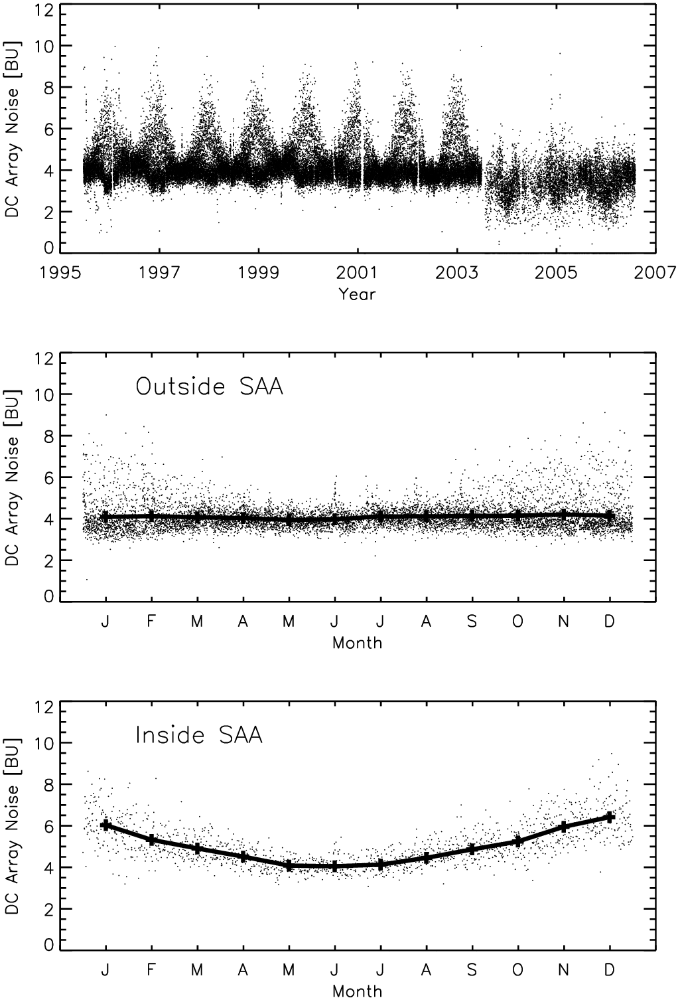 12
10
8
6
4
2
0
DC Array Noise [BU]
1995 1997 1999 2001 2003 2005 2007
Year
Outside SAA
12
10
8
6
4
2
0
DC Array Noise [BU]
J F M A M J J A S O N D
Month
Inside SAA
12
10
8
6
4
2
0
DC Array Noise [BU]
J F M A M J J A S O N D
Month